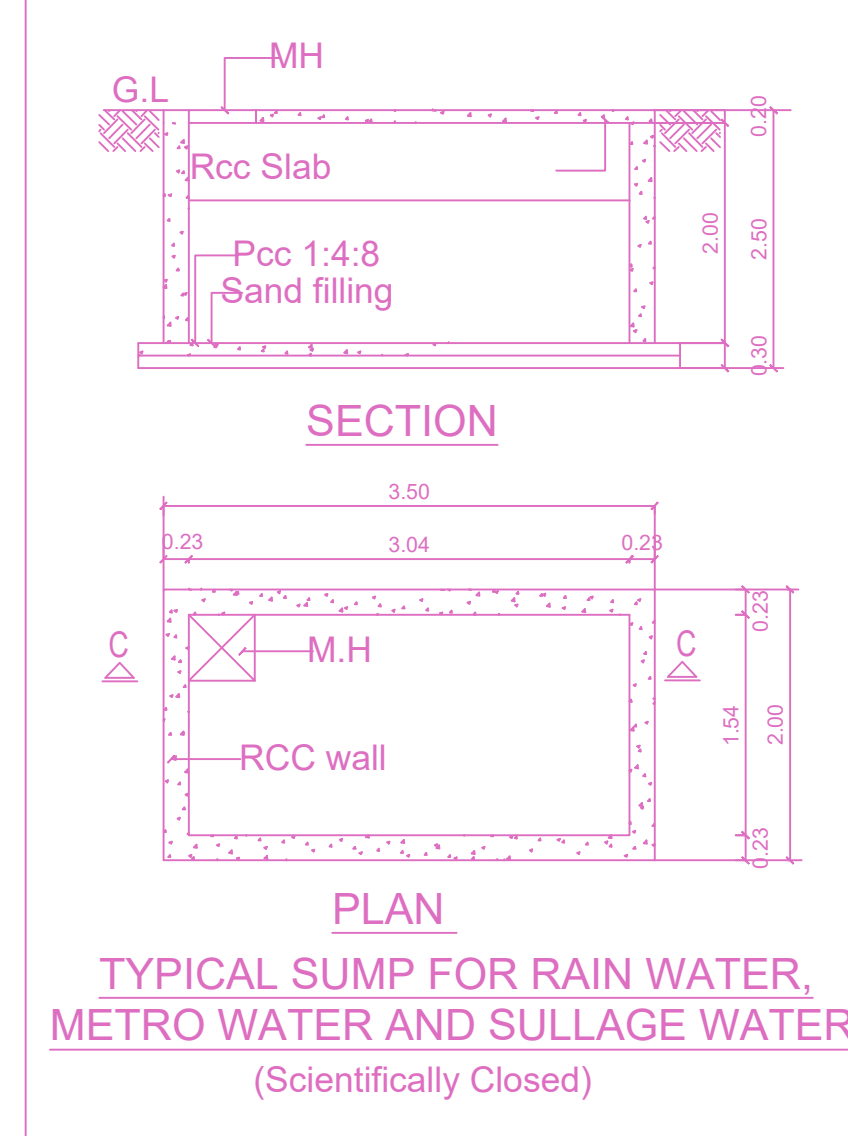 MH
G.L
0.20
Rcc Slab
2.00
2.50
Pcc 1:4:8
Sand filling
0.30
SECTION
3.50
0.23
3.04
0.23
C
M.H
C
0.23
1.54
2.00
RCC wall
0.23
PLAN
TYPICAL SUMP FOR RAIN WATER,
METRO WATER AND SULLAGE WATER
(Scientifically Closed)